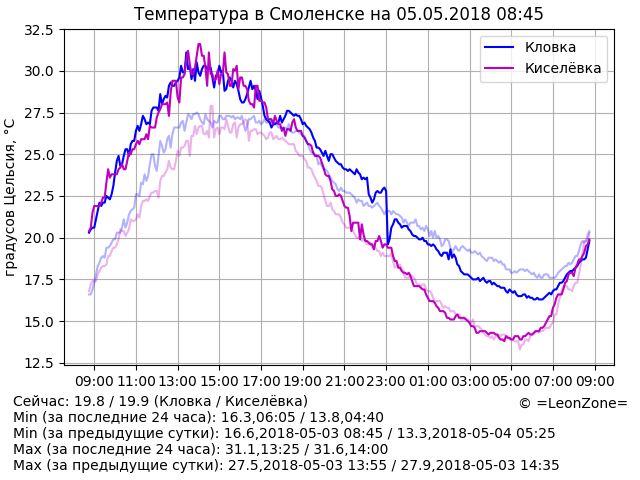 Температура в Смоленске на 05.05.2018 08:45
градусов Цельсия, °C
32.5
30.0
27.5
25.0
22.5
20.0
17.5
15.0
12.5
Кловка
Киселёвка
09:00 11:00 13:00 15:00 17:00 19:00 21:00 23:00 01:00 03:00 05:00 07:00 09:00
Сейчас: 19.8 / 19.9 (Кловка / Киселёвка)
© =LeonZone=
Min (за последние 24 часа): 16.3,06:05 / 13.8,04:40
Min (за предыдущие сутки): 16.6,2018-05-03 08:45 / 13.3,2018-05-04 05:25
Max (за последние 24 часа): 31.1,13:25 / 31.6,14:00
Max (за предыдущие сутки): 27.5,2018-05-03 13:55 / 27.9,2018-05-03 14:35